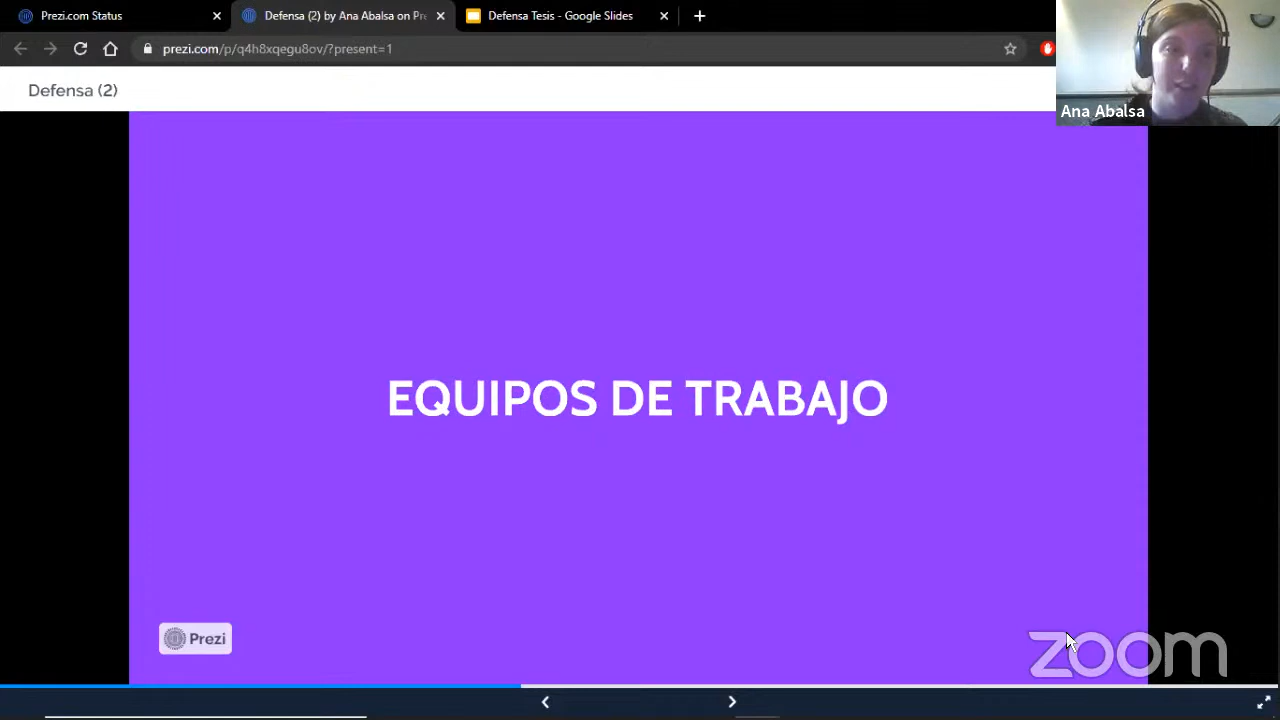 Prezi.com Status
Defensa (2) by Ana Abalsa on Pre
Defensa Tesis - Google Slides
prezi.com/p/q4h8xqegu8ov/?present=1
Defensa (2)
Ana Abalsa
EQUIPOS DE TRABAJO
Prezi
zoom